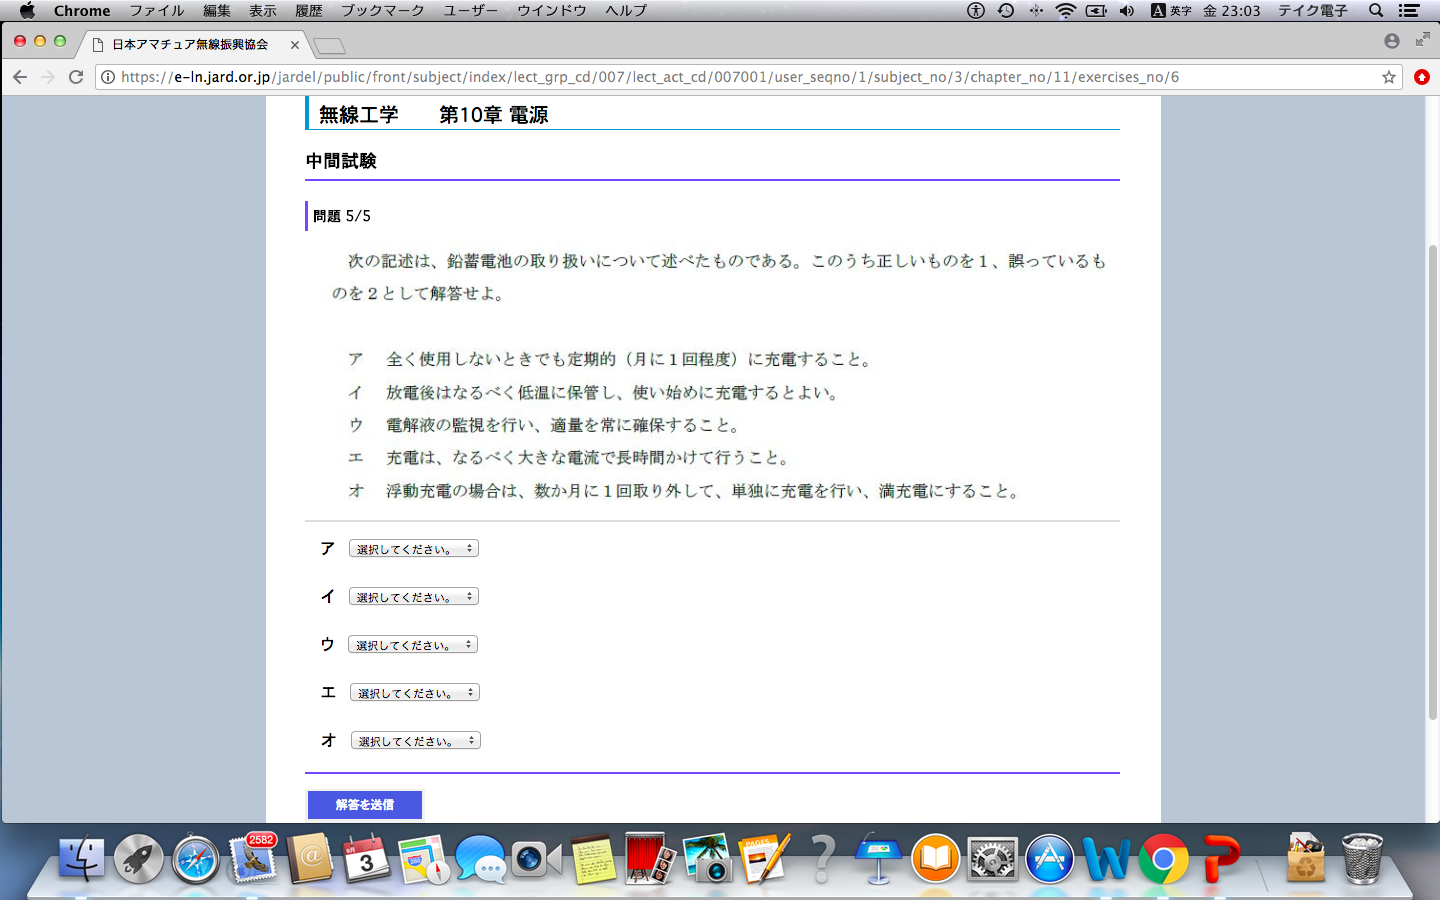 Chrome ファイル 編集 表示 履歴 ブックマーク ユーザー ウインドウ ヘルプ A 英字 金 23:03 テイク電子
日本アマチュア無線振興協会
https://e-ln.jard.or.jp/jardel/public/front/subject/index/lect_grp_cd/007/lect_act_cd/007001/user_seqno/1/subject_no/3/chapter_no/11/exercises_no/6
無線工学 第10章 電源
中間試験
問題 5/5
次の記述は、鉛蓄電池の取り扱いについて述べたものである。このうち正しいものを１、誤っているも
のを２として解答せよ。
ア 全く使用しないときでも定期的（月に１回程度）に充電すること。
イ 放電後はなるべく低温に保管し、使い始めに充電するとよい。
ウ 電解液の監視を行い、適量を常に確保すること。
エ 充電は、なるべく大きな電流で長時間かけて行うこと。
オ 浮動充電の場合は、数か月に１回取り外して、単独に充電を行い、満充電にすること。
ア 選択してください。
イ 選択してください。
ウ 選択してください。
エ 選択してください。
オ 選択してください。
解答を送信
2582
3
280
PAGES